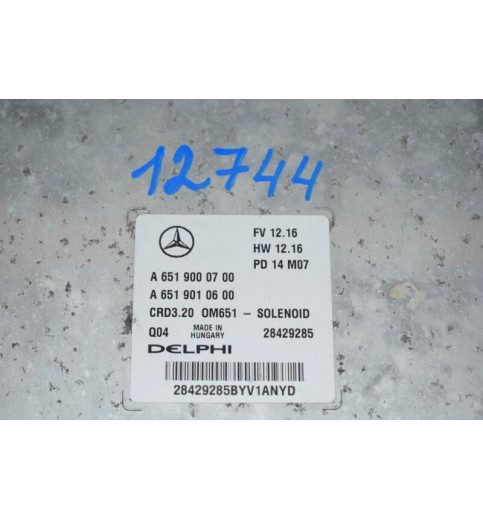 12744
FV 12.16
HW 12.16
PD 14 M07
A 651 900 07 00
A 651 901 06 00
CRD3.20 OM651 - SOLENOID
Q04 MADE IN HUNGARY 28429285
DELPHI
28429285BYV1ANYD